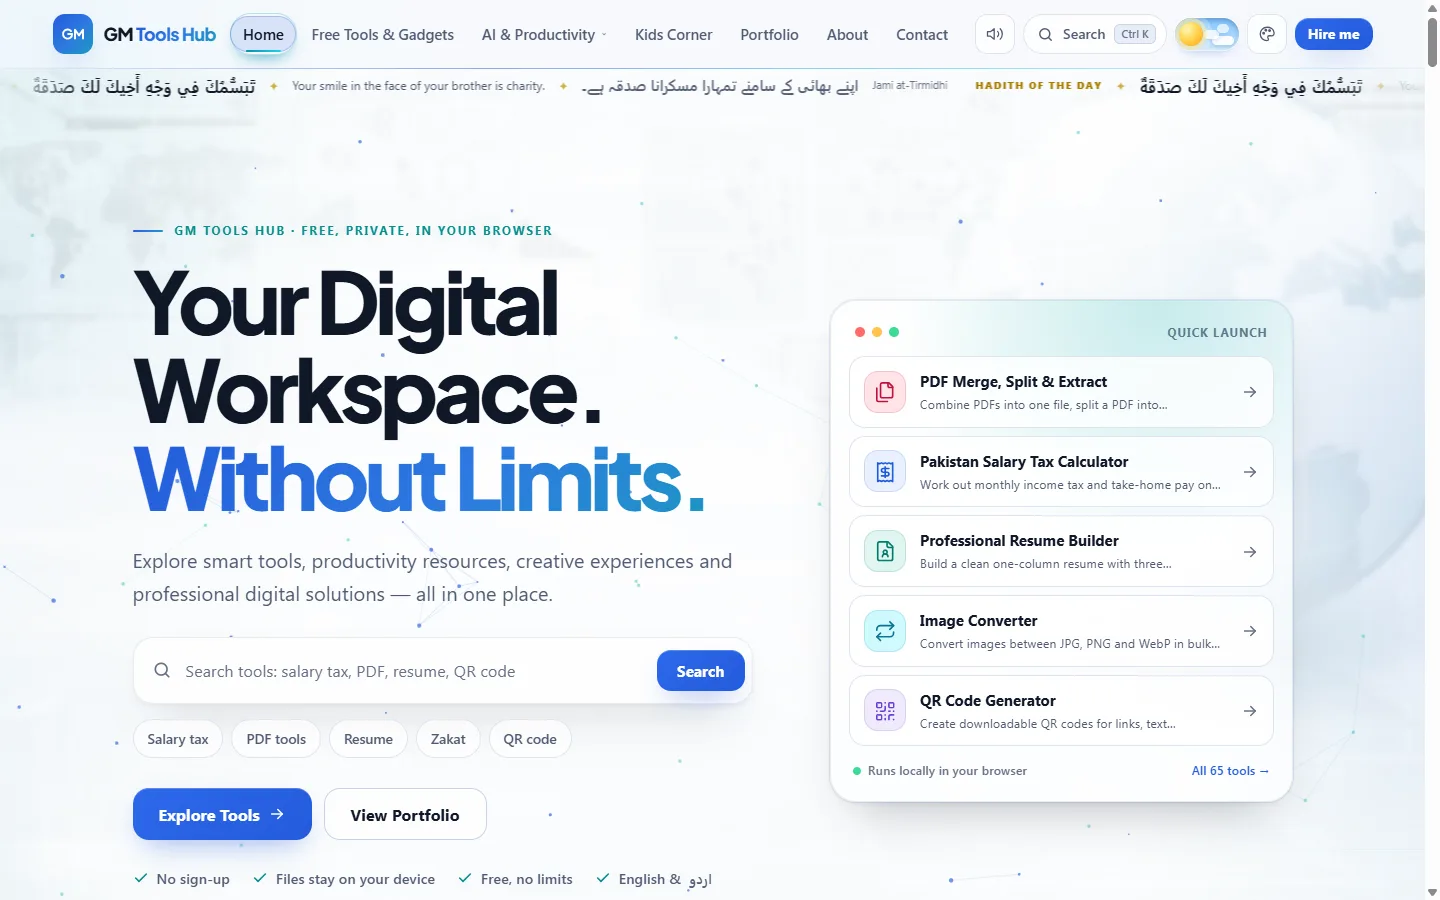 GM GM Tools Hub Home Free Tools & Gadgets AI & Productivity Kids Corner Portfolio About Contact Search Ctrl K Hire me
تَبَسُّمُكَ فِي وَجْهِ أَخِيكَ لَكَ صَدَقَةٌ ✦ Your smile in the face of your brother is charity. ✦ اپنے بھائی کے سامنے تمہارا مسکرانا صدقہ ہے۔ Jami at-Tirmidhi HADITH OF THE DAY ✦ تَبَسُّمُكَ فِي وَجْهِ أَخِيكَ لَكَ صَدَقَةٌ ✦ You
GM TOOLS HUB · FREE, PRIVATE, IN YOUR BROWSER
Your Digital
Workspace.
Without Limits.
Explore smart tools, productivity resources, creative experiences and
professional digital solutions — all in one place.
Search tools: salary tax, PDF, resume, QR code Search
Salary tax PDF tools Resume Zakat QR code
Explore Tools → View Portfolio
No sign-up Files stay on your device Free, no limits English & اردو
QUICK LAUNCH
PDF Merge, Split & Extract
Combine PDFs into one file, split a PDF into...
Pakistan Salary Tax Calculator
Work out monthly income tax and take-home pay on...
Professional Resume Builder
Build a clean one-column resume with three...
Image Converter
Convert images between JPG, PNG and WebP in bulk...
QR Code Generator
Create downloadable QR codes for links, text...
Runs locally in your browser All 65 tools →